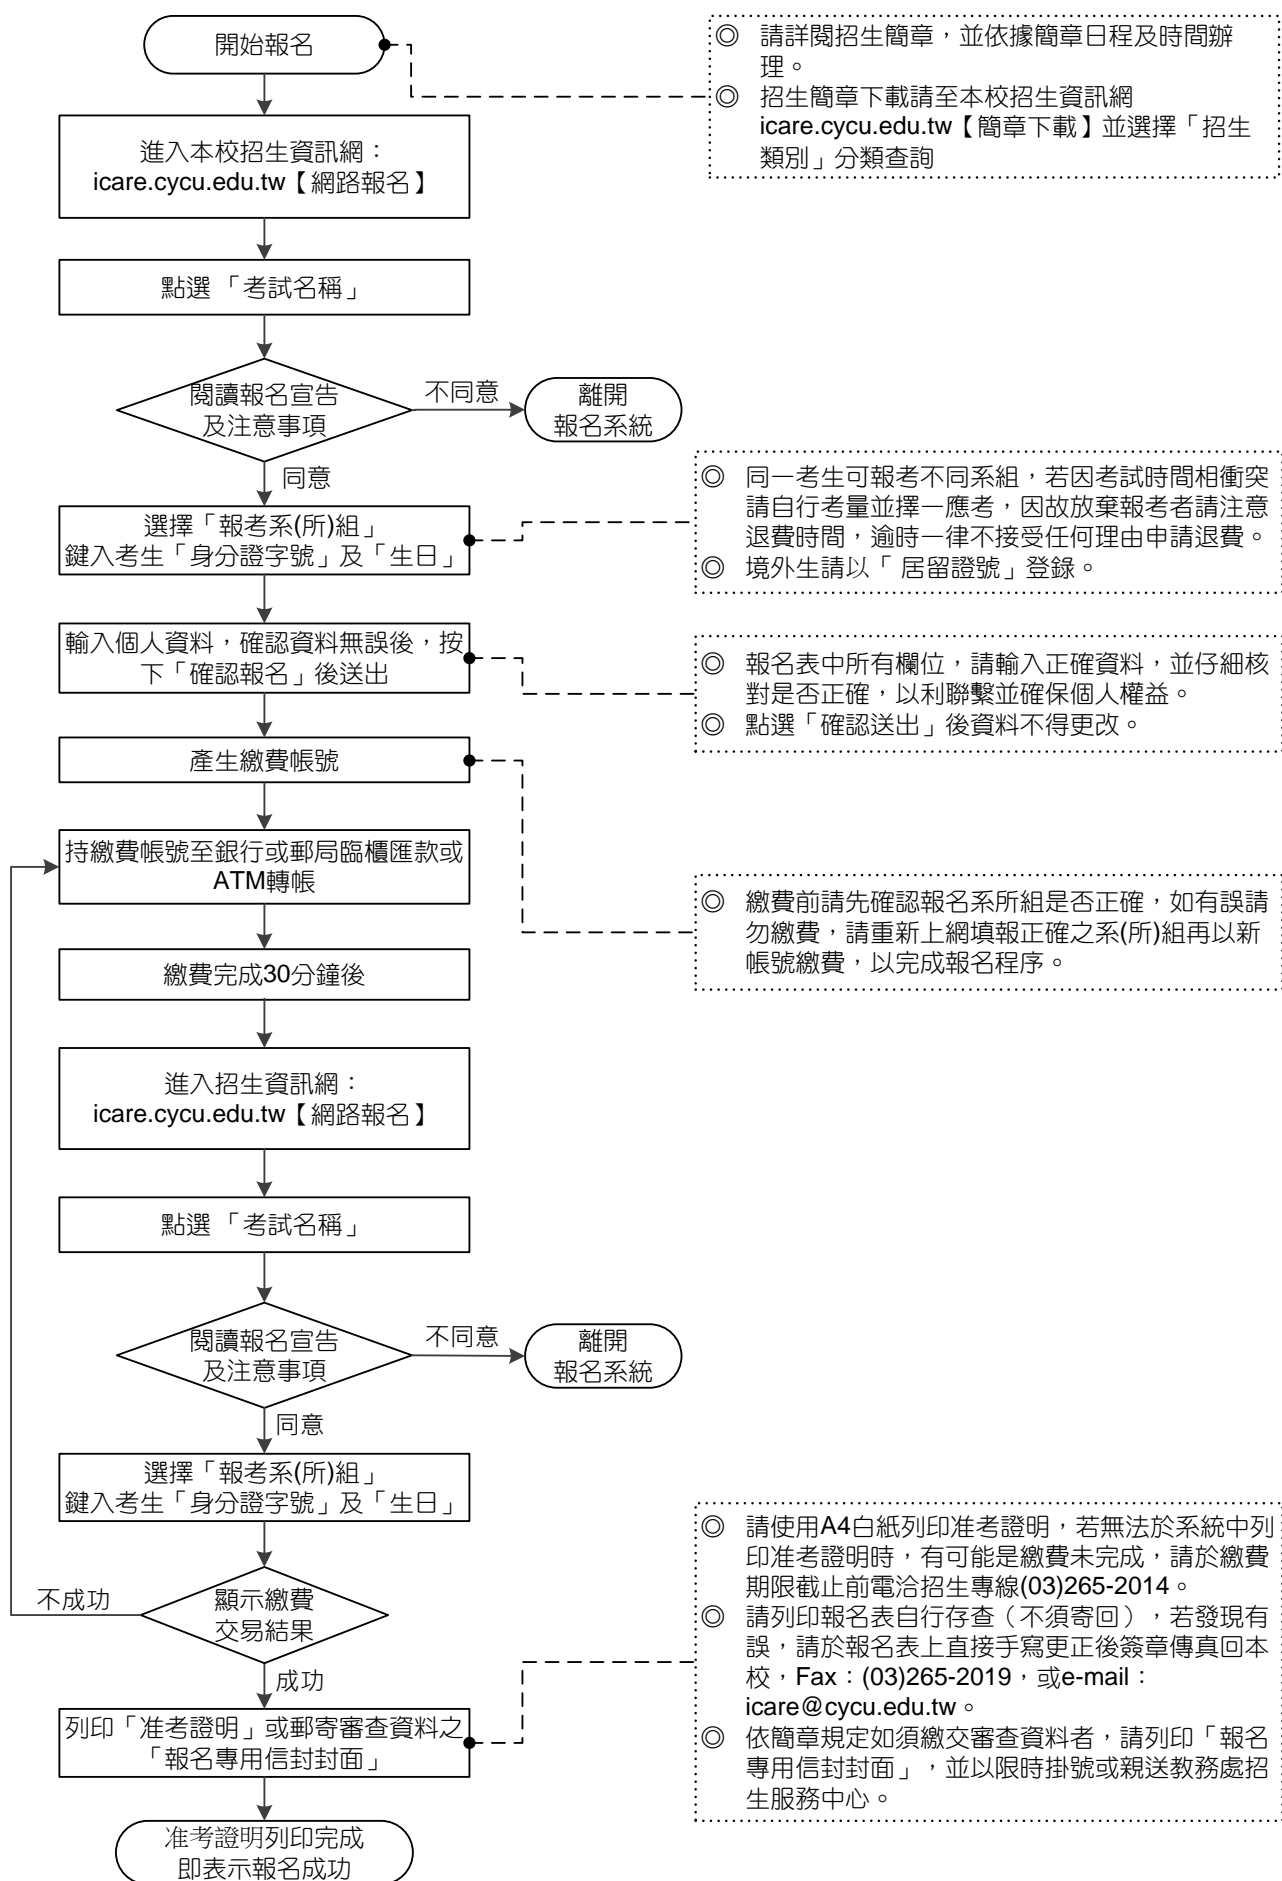 開始報名
◎ 請詳閱招生簡章，並依據簡章日程及時間辦
理。
◎ 招生簡章下載請至本校招生資訊網
icare.cycu.edu.tw【簡章下載】並選擇「招生
類別」分類查詢
進入本校招生資訊網：
icare.cycu.edu.tw【網路報名】
點選 「考試名稱」
閱讀報名宣告
及注意事項
不同意
離開
報名系統
同意
選擇「報考系(所)組」
鍵入考生「身分證字號」及「生日」
◎ 同一考生可報考不同系組，若因考試時間相衝突
請自行考量並擇一應考，因故放棄報考者請注意
退費時間，逾時一律不接受任何理由申請退費。
◎ 境外生請以「 居留證號」登錄。
輸入個人資料，確認資料無誤後，按
下「確認報名」後送出
◎ 報名表中所有欄位，請輸入正確資料，並仔細核
對是否正確，以利聯繫並確保個人權益。
◎ 點選「確認送出」後資料不得更改。
產生繳費帳號
持繳費帳號至銀行或郵局臨櫃匯款或
ATM轉帳
◎ 繳費前請先確認報名系所組是否正確，如有誤請
勿繳費，請重新上網填報正確之系(所)組再以新
帳號繳費，以完成報名程序。
繳費完成30分鐘後
進入招生資訊網：
icare.cycu.edu.tw【網路報名】
點選 「考試名稱」
閱讀報名宣告
及注意事項
不同意
離開
報名系統
同意
選擇「報考系(所)組」
鍵入考生「身分證字號」及「生日」
顯示繳費
交易結果
不成功
成功
◎ 請使用A4白紙列印准考證明，若無法於系統中列
印准考證明時，有可能是繳費未完成，請於繳費
期限截止前電洽招生專線(03)265-2014。
◎ 請列印報名表自行存查（不須寄回），若發現有
誤，請於報名表上直接手寫更正後簽章傳真回本
校，Fax：(03)265-2019，或e-mail：
icare@cycu.edu.tw。
◎ 依簡章規定如須繳交審查資料者，請列印「報名
專用信封封面」，並以限時掛號或親送教務處招
生服務中心。
列印「准考證明」或郵寄審查資料之
「報名專用信封封面」
准考證明列印完成
即表示報名成功